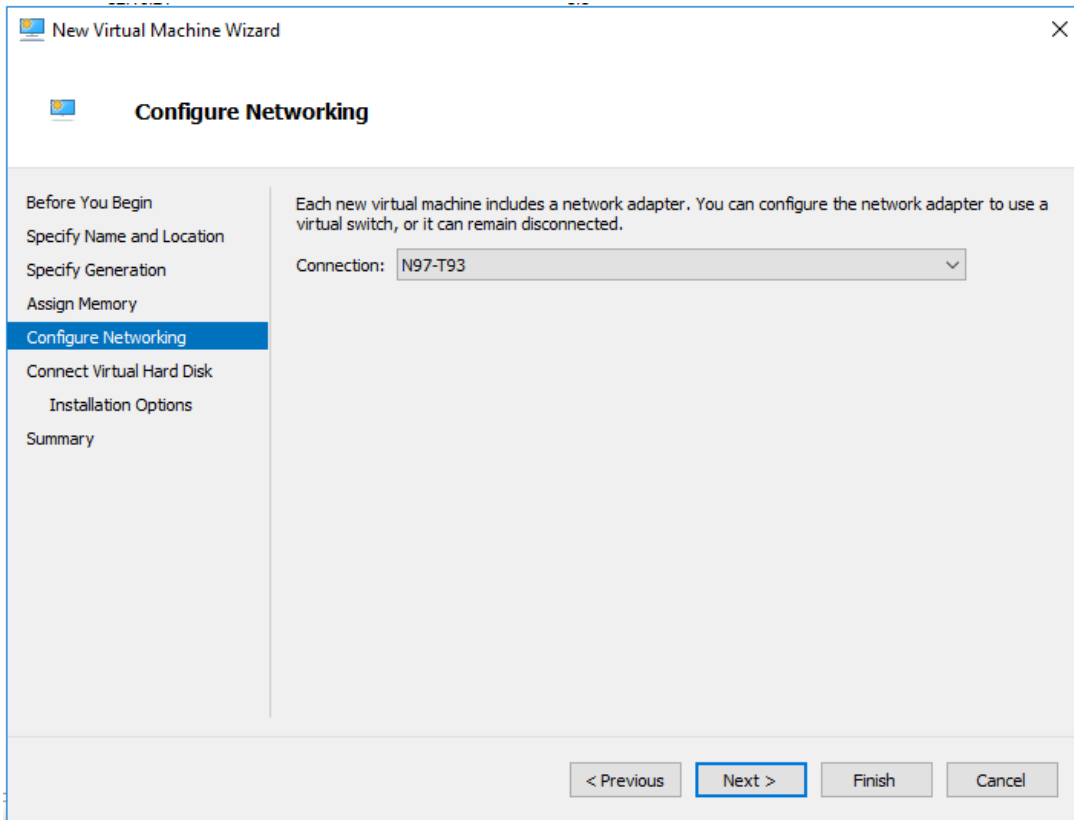 New Virtual Machine Wizard
Configure Networking
Before You Begin
Specify Name and Location
Specify Generation
Assign Memory
Configure Networking
Connect Virtual Hard Disk
Installation Options
Summary
Each new virtual machine includes a network adapter. You can configure the network adapter to use a
virtual switch, or it can remain disconnected.
Connection: N97-T93
< Previous
Next >
Finish
Cancel